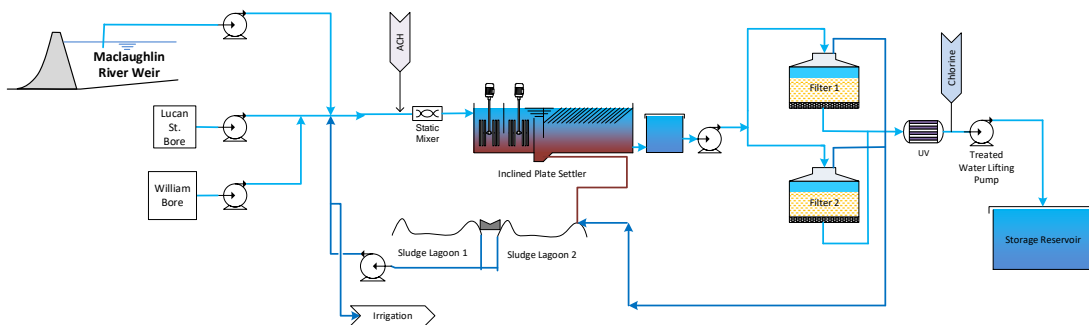 Maclaughlin
River Weir
Lucan
St.
Bore
William
Bore
ACH
Static
Mixer
Inclined Plate Settler
Sludge Lagoon 1
Sludge Lagoon 2
Irrigation
Filter 1
Filter 2
UV
Chlorine
Treated
Water Lifting
Pump
Storage Reservoir